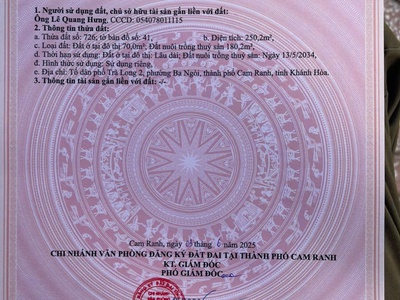 1. Người sử dụng đất, chủ sở hữu tài sản gắn liền với đất:
Ông Lê Quang Hưng, CCCD: 054078011115
2. Thông tin thửa đất:
a. Thửa đất số: 726; tờ bản đồ số: 41, b. Diện tích: 250,2m²,
c. Loại đất: Đất ở tại đô thị 70,0m²; Đất nuôi trồng thuỷ sản 180,2m²,
d. Thời hạn sử dụng: Đất ở tại đô thị: Lâu dài; Đất nuôi trồng thuỷ sản: Ngày 13/5/2034,
đ. Hình thức sử dụng: Sử dụng riêng,
e. Địa chỉ: Tổ dân phố Trà Long 2, phường Ba Ngòi, thành phố Cam Ranh, tỉnh Khánh Hòa.
3. Thông tin tài sản gắn liền với đất: -/-
Cam Ranh, ngày tháng 6 năm 2025
CHI NHÁNH VĂN PHÒNG ĐĂNG KÝ ĐẤT ĐAI TẠI THÀNH PHỐ CAM RANH
KT. GIÁM ĐỐC
PHÓ GIÁM ĐỐC
CHI NHÁNH